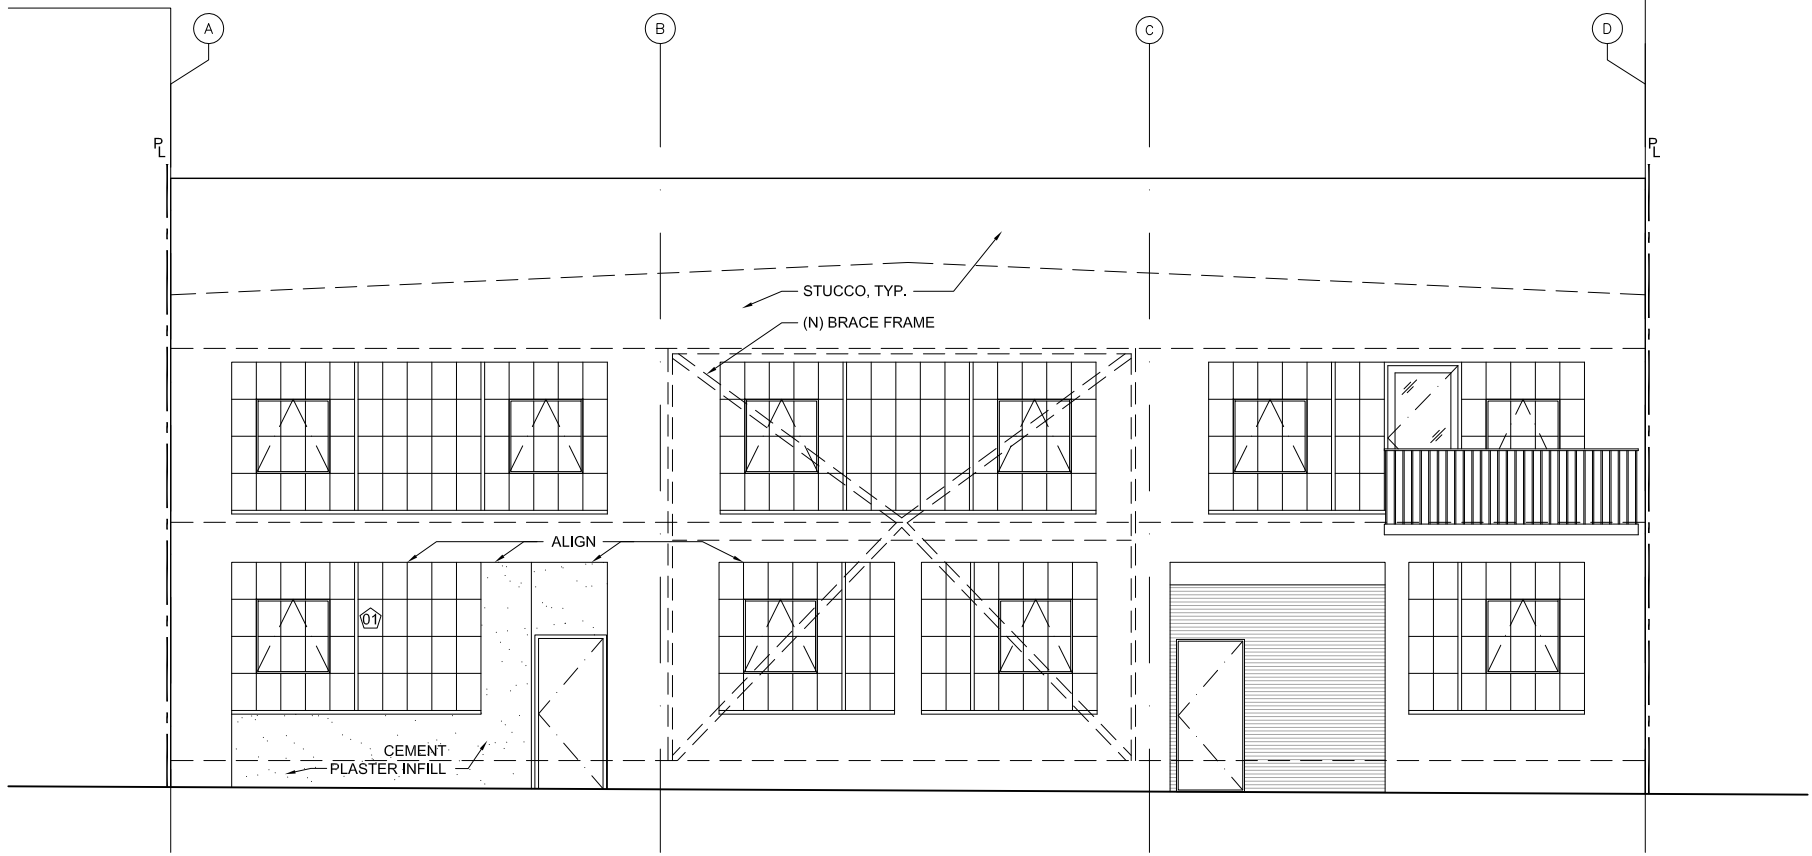 A
B
C
D
PL
PL
STUCCO, TYP.
(N) BRACE FRAME
ALIGN
01
CEMENT
PLASTER INFILL